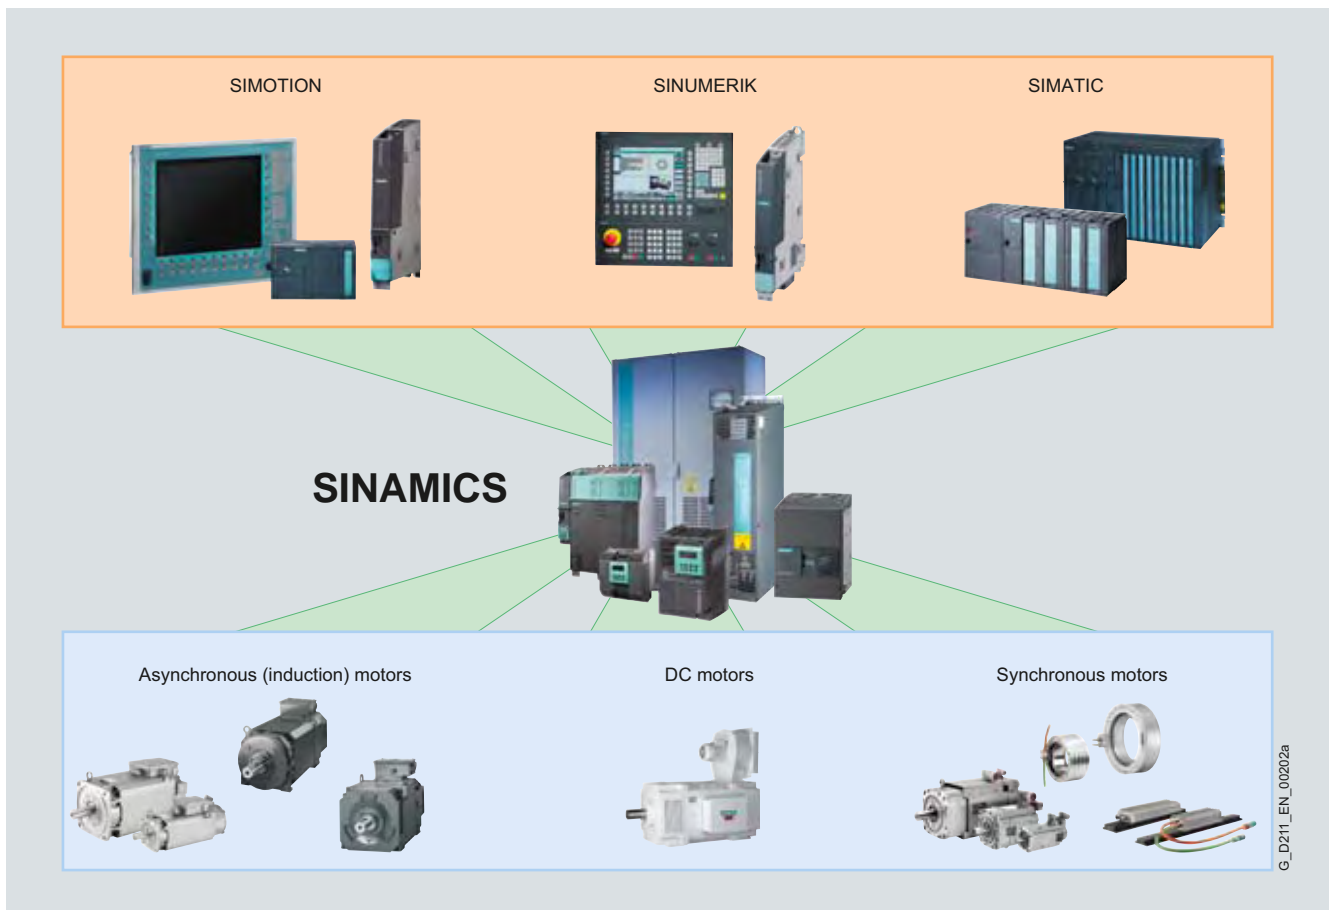 SIMOTION
SINUMERIK
SIMATIC
SINAMICS
Asynchronous (induction) motors
DC motors
Synchronous motors
G_D211_EN_00202a